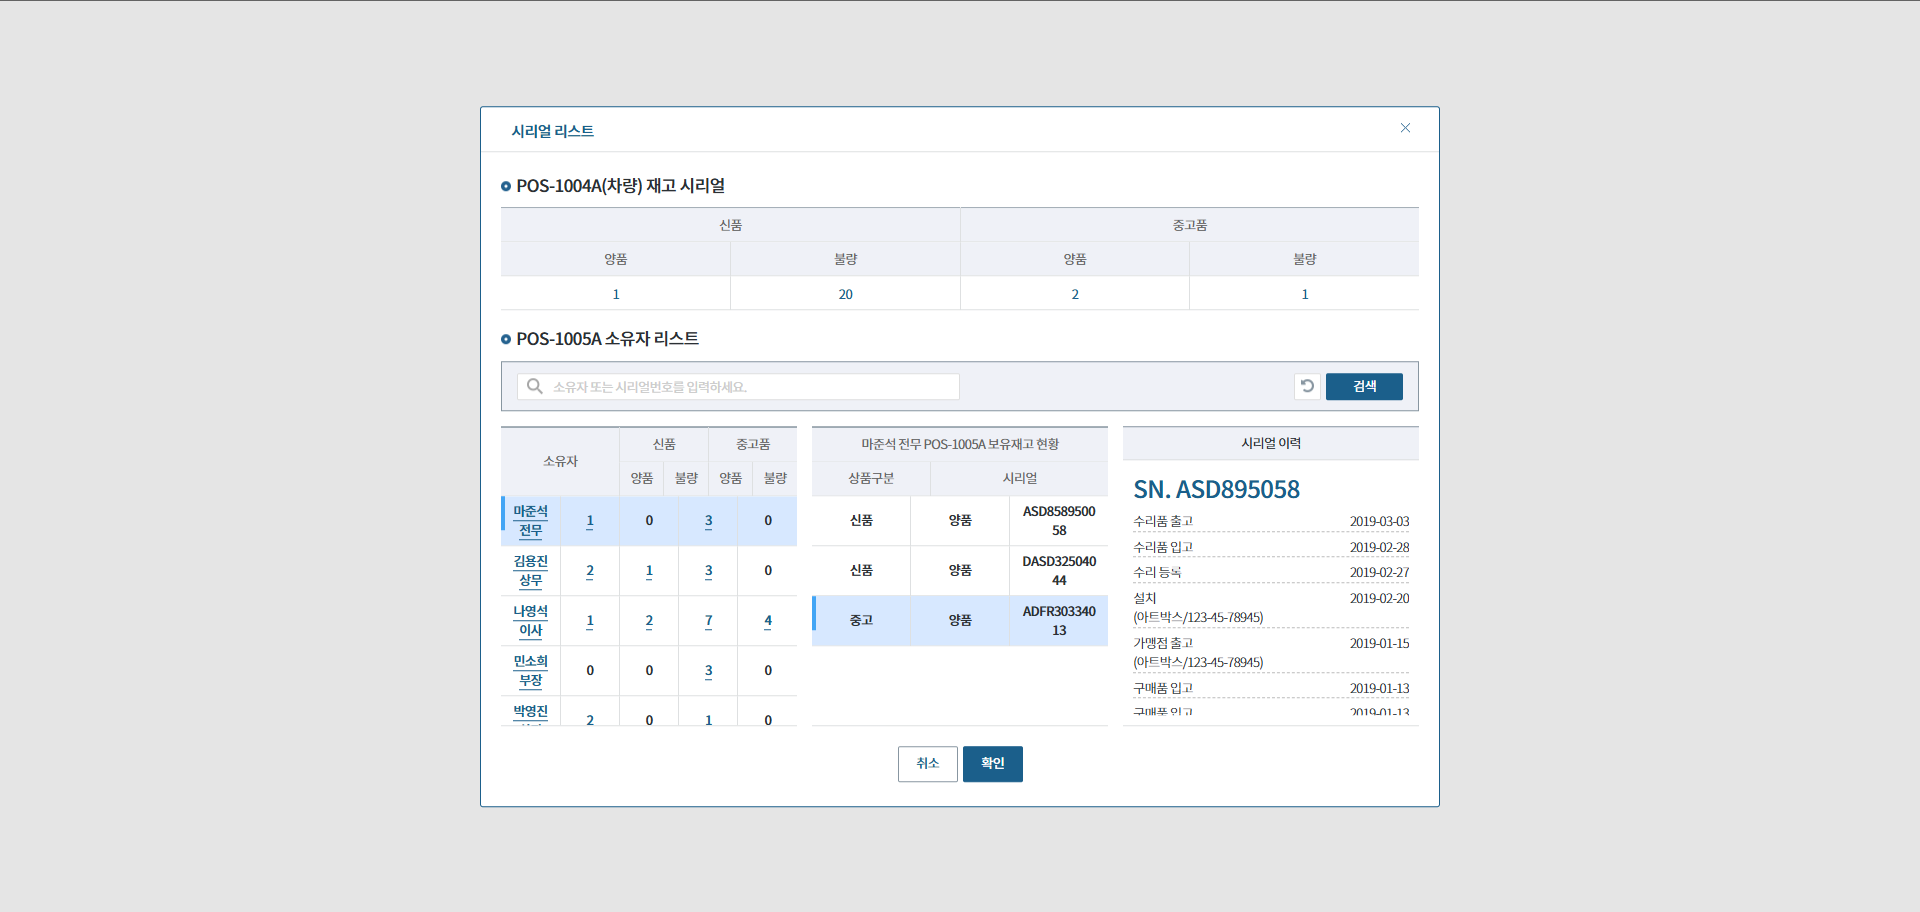 시리얼 리스트
POS-1004A(차량) 재고 시리얼
신품 중고품
양품 불량 양품 불량
1 20 2 1
POS-1005A 소유자 리스트
소유자 또는 시리얼번호를 입력하세요.
검색
소유자 신품 중고품
양품 불량 양품 불량
마준석
전무
1 0 3 0
김용진
상무
2 1 3 0
나영석
이사
1 2 7 4
민소희
부장
0 0 3 0
박영진
2 0 1 0
마준석 전무 POS-1005A 보유재고 현황
상품구분 시리얼
신품 양품 ASD8589500
58
신품 양품 DASD325040
44
중고 양품 ADFR303340
13
시리얼 이력
SN. ASD895058
수리품 출고 2019-03-03
수리품 입고 2019-02-28
수리 등록 2019-02-27
설치 2019-02-20
(아트박스/123-45-78945)
가맹점 출고 2019-01-15
(아트박스/123-45-78945)
구매품 입고 2019-01-13
구매품 입고 2019-01-13
취소 확인